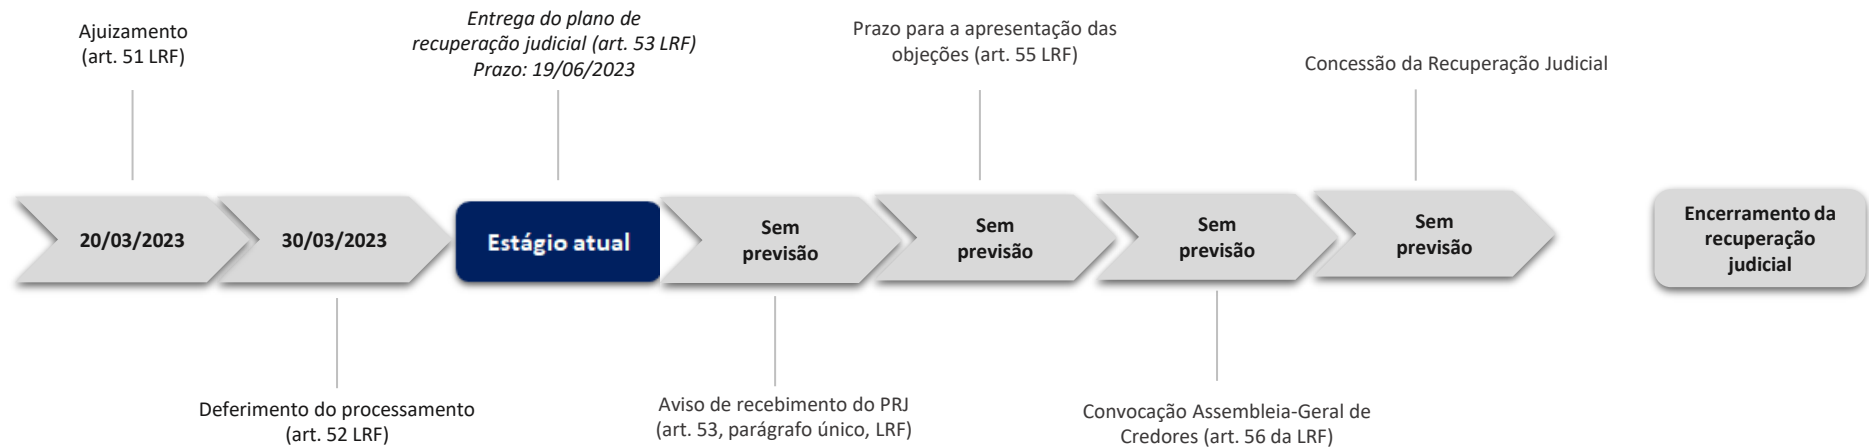 Ajuizamento
(art. 51 LRF)
Entrega do plano de
recuperação judicial (art. 53 LRF)
Prazo: 19/06/2023
Prazo para a apresentação das
objeções (art. 55 LRF)
Concessão da Recuperação Judicial
20/03/2023
30/03/2023
Estágio atual
Sem
previsão
Sem
previsão
Sem
previsão
Sem
previsão
Encerramento da
recuperação
judicial
Deferimento do processamento
(art. 52 LRF)
Aviso de recebimento do PRJ
(art. 53, parágrafo único, LRF)
Convocação Assembleia-Geral de
Credores (art. 56 da LRF)